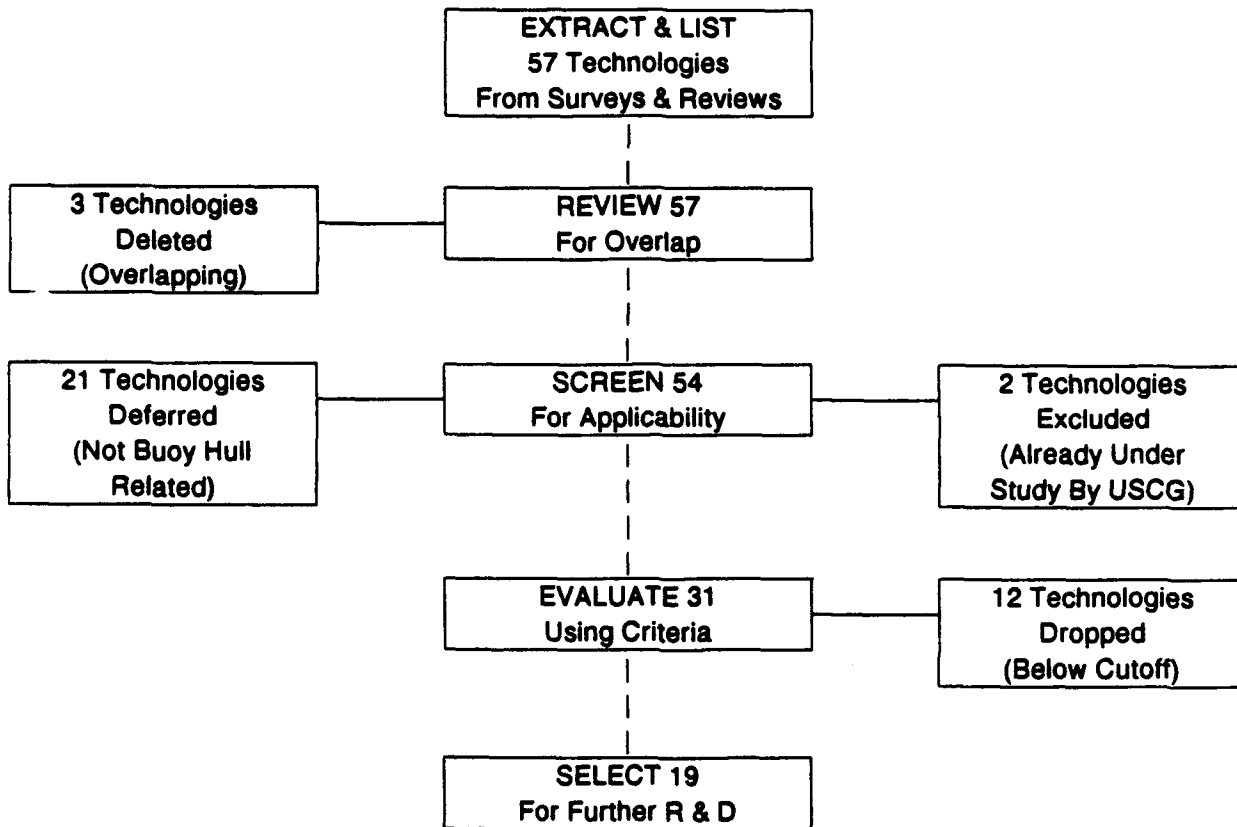 EXTRACT & LIST
57 Technologies
From Surveys & Reviews
3 Technologies
Deleted
(Overlapping)
REVIEW 57
For Overlap
21 Technologies
Deferred
(Not Buoy Hull
Related)
SCREEN 54
For Applicability
2 Technologies
Excluded
(Already Under
Study By USCG)
EVALUATE 31
Using Criteria
12 Technologies
Dropped
(Below Cutoff)
SELECT 19
For Further R & D